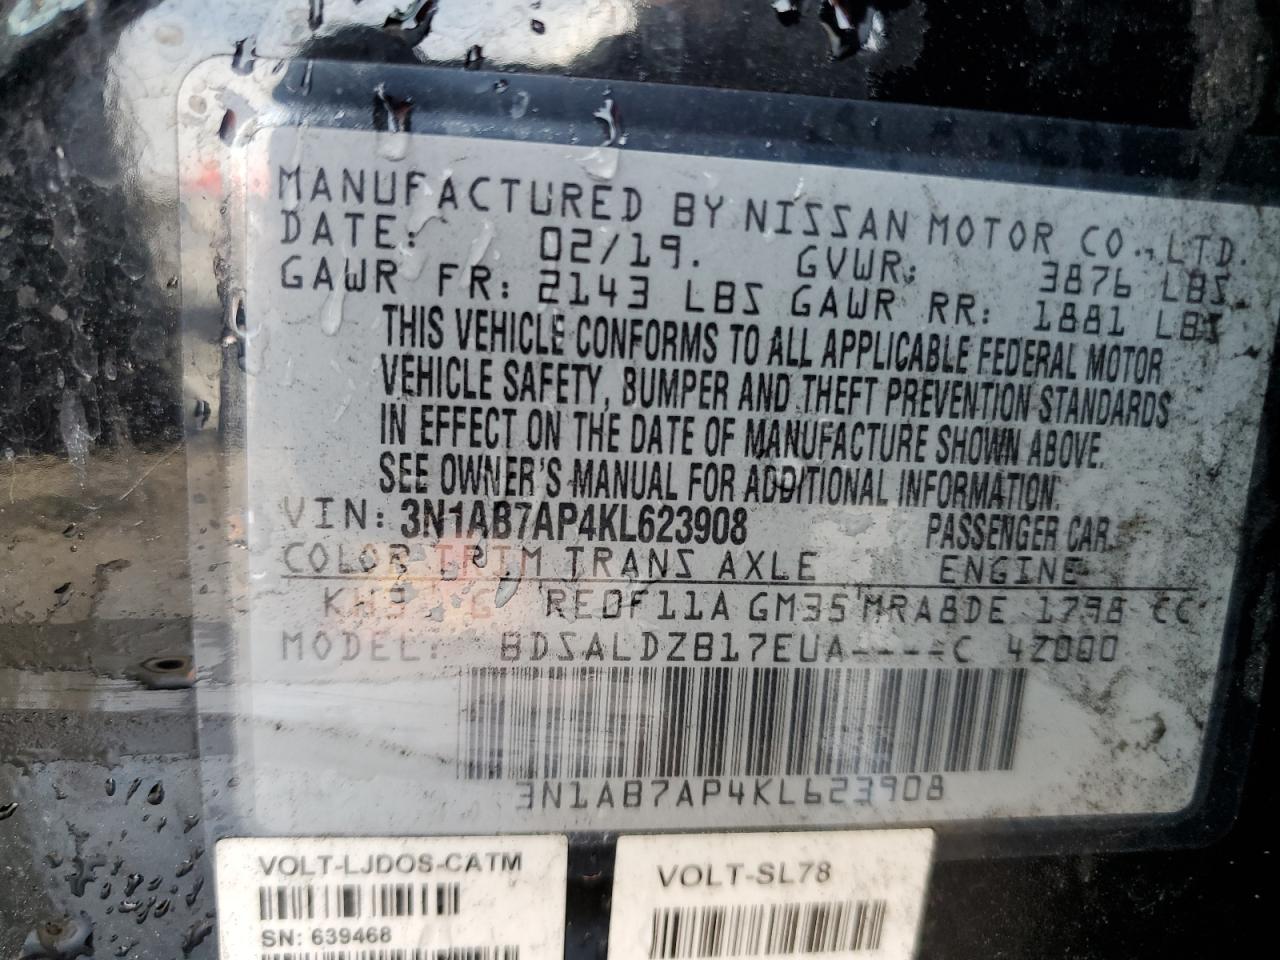 MANUFACTURED BY NISSAN MOTOR CO., LTD.
DATE: 02/19. GVWR: 3876 LBS
GAWR FR: 2143 LBS GAWR RR: 1881 LBS
THIS VEHICLE CONFORMS TO ALL APPLICABLE FEDERAL MOTOR
VEHICLE SAFETY, BUMPER AND THEFT PREVENTION STANDARDS
IN EFFECT ON THE DATE OF MANUFACTURE SHOWN ABOVE.
SEE OWNER'S MANUAL FOR ADDITIONAL INFORMATION.
VIN: 3N1AB7AP4KL623908 PASSENGER CAR
COLOR TRIM TRANS AXLE ENGINE
KH3 G RE0F11A GM35 MRA8DE 1798 CC
MODEL: BDSALDZB17EUA----C 4Z000
3N1AB7AP4KL623908
VOLT-LJDOS-CATM
SN: 639468
VOLT-SL78